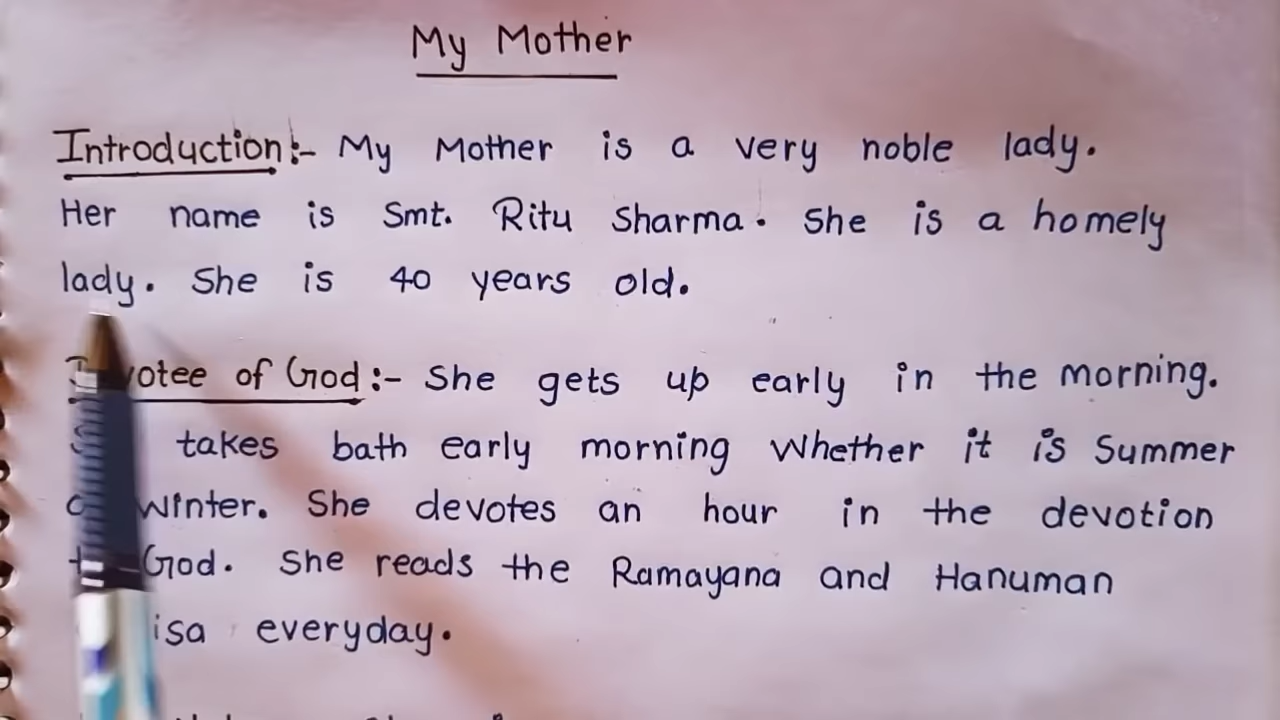 My Mother
Introduction:- My Mother is a very noble lady.
Her name is Smt. Ritu Sharma. She is a homely
lady. She is 40 years old.
of God:- She gets up early in the morning.
takes bath early morning whether it is Summer
winter. She devotes an hour in the devotion
God. She reads the Ramayana and Hanuman
everyday.